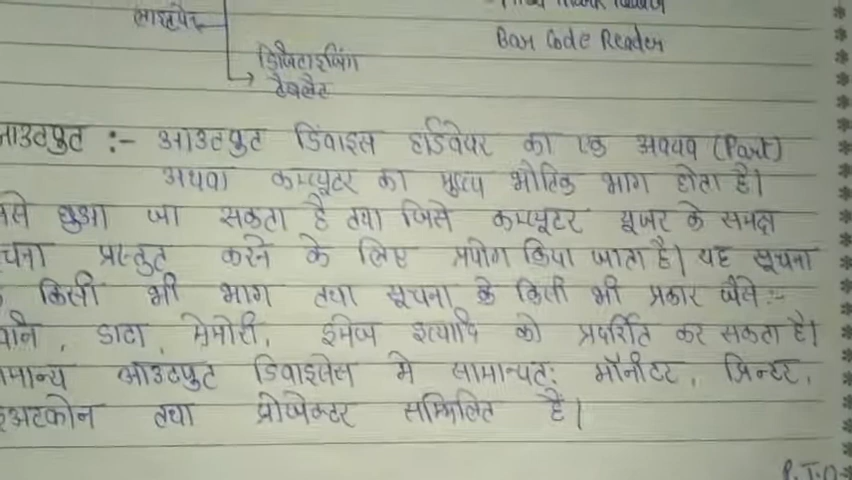 लाइटपेन
Bar Code Reader
डिजिटाइजिंग
टैबलेट
आउटपुट :- आउटपुट डिवाइस हार्डवेयर का एक अवयव (Part)
अथवा कम्प्यूटर का मुख्य भौतिक भाग होता है।
छुआ जा सकता है तथा जिसे कम्प्यूटर यूजर के समक्ष
प्रस्तुत करने के लिए प्रयोग किया जाता है। यह सूचना
किसी भी भाग तथा सूचना के किसी भी प्रकार जैसे:-
, डाटा, मेमोरी, इमेज इत्यादि को प्रदर्शित कर सकता है।
आउटपुट डिवाइसेस मे सामान्यत: मॉनीटर, प्रिन्टर,
तथा प्रोजेक्टर सम्मिलित है।
P.T.O